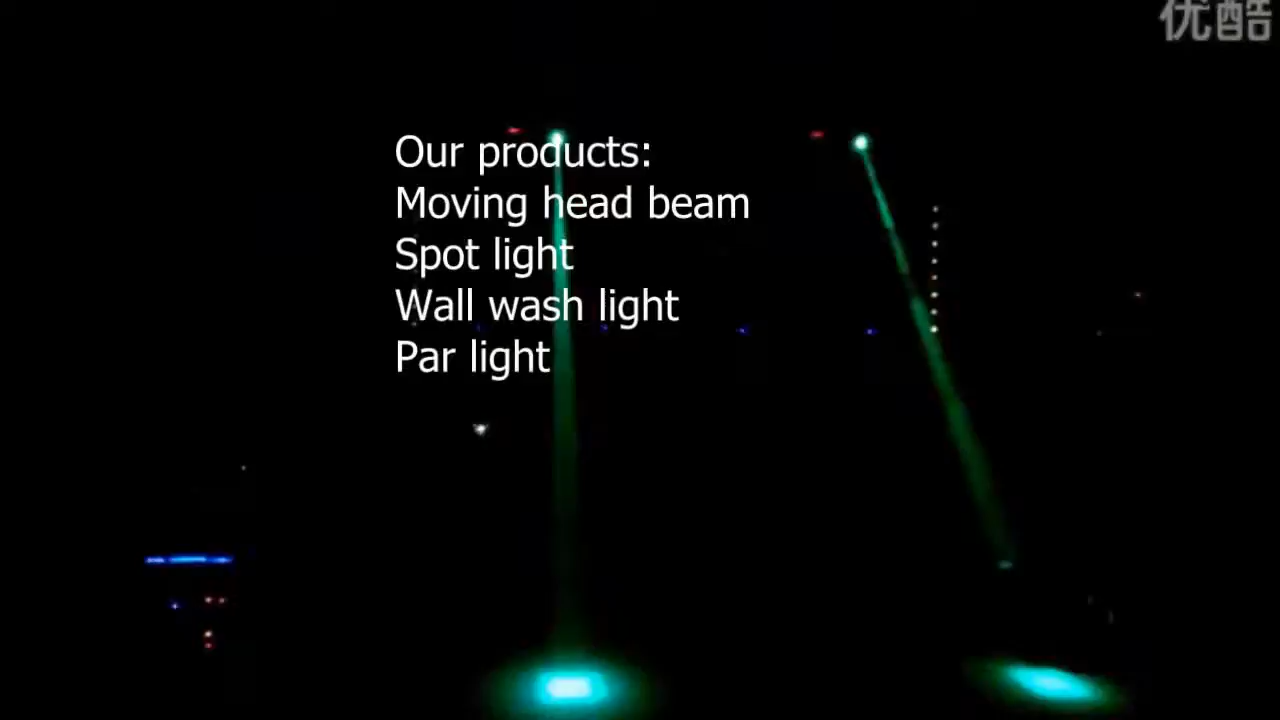 优酷
Our products:
Moving head beam
Spot light
Wall wash light
Par light